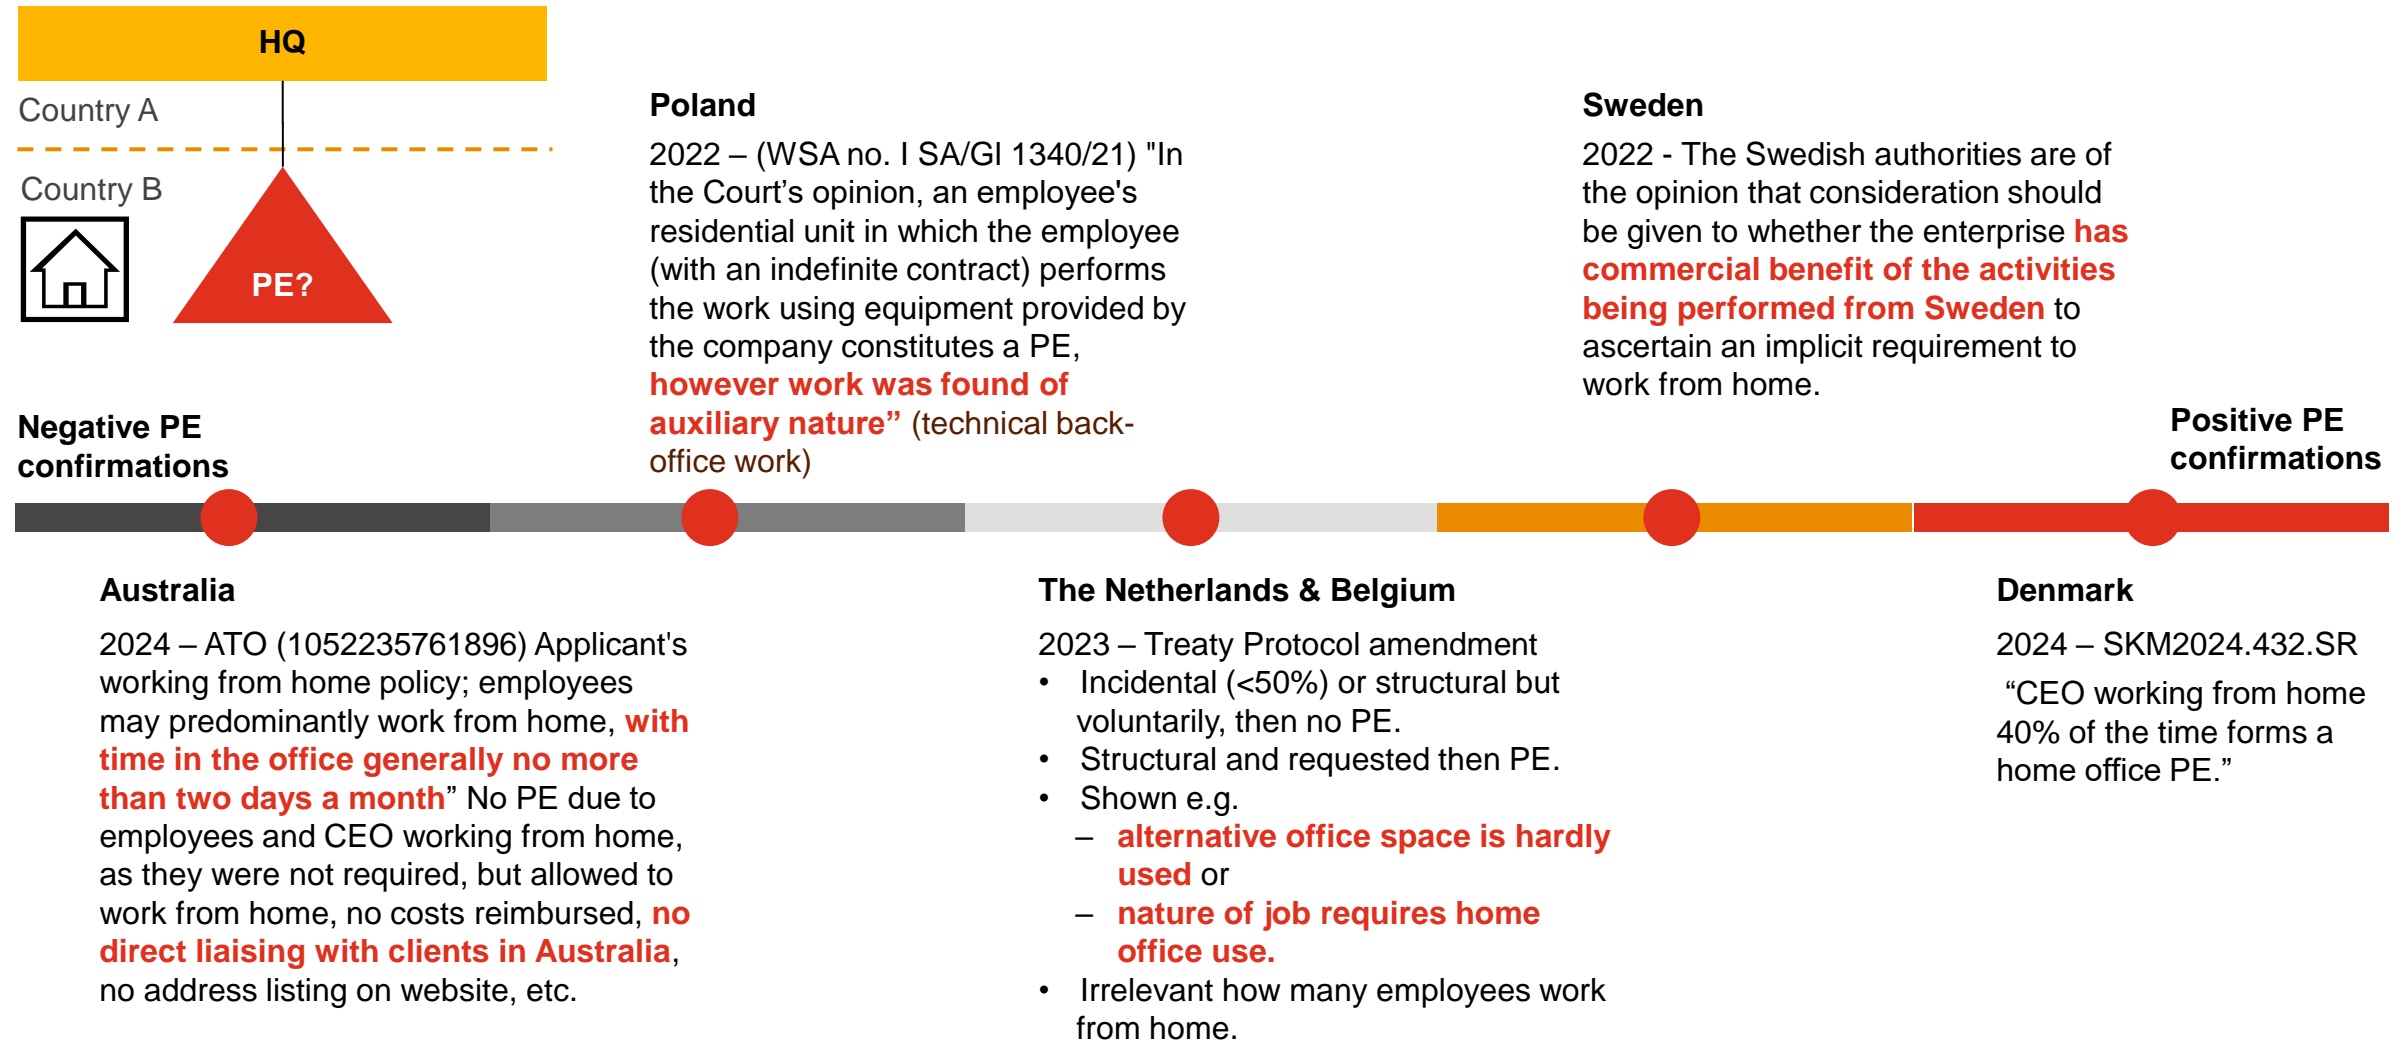 HQ
Country A
Country B
PE?
Negative PE
confirmations
Poland
2022 – (WSA no. I SA/Gl 1340/21) "In
the Court’s opinion, an employee's
residential unit in which the employee
(with an indefinite contract) performs
the work using equipment provided by
the company constitutes a PE,
however work was found of
auxiliary nature” (technical back-
office work)
Sweden
2022 - The Swedish authorities are of
the opinion that consideration should
be given to whether the enterprise has
commercial benefit of the activities
being performed from Sweden to
ascertain an implicit requirement to
work from home.
Positive PE
confirmations
Australia
2024 – ATO (1052235761896) Applicant's
working from home policy; employees
may predominantly work from home, with
time in the office generally no more
than two days a month” No PE due to
employees and CEO working from home,
as they were not required, but allowed to
work from home, no costs reimbursed, no
direct liaising with clients in Australia,
no address listing on website, etc.
The Netherlands & Belgium
2023 – Treaty Protocol amendment
• Incidental (<50%) or structural but
voluntarily, then no PE.
• Structural and requested then PE.
• Shown e.g.
– alternative office space is hardly
used or
– nature of job requires home
office use.
• Irrelevant how many employees work
from home.
Denmark
2024 – SKM2024.432.SR
“CEO working from home
40% of the time forms a
home office PE.”